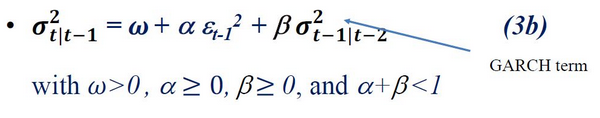 • σ²ₜ|ₜ₋₁ = ω + α εₜ₋₁² + β σ²ₜ₋₁|ₜ₋₂ (3b)
GARCH term
with ω>0, α ≥ 0, β≥ 0, and α+β<1